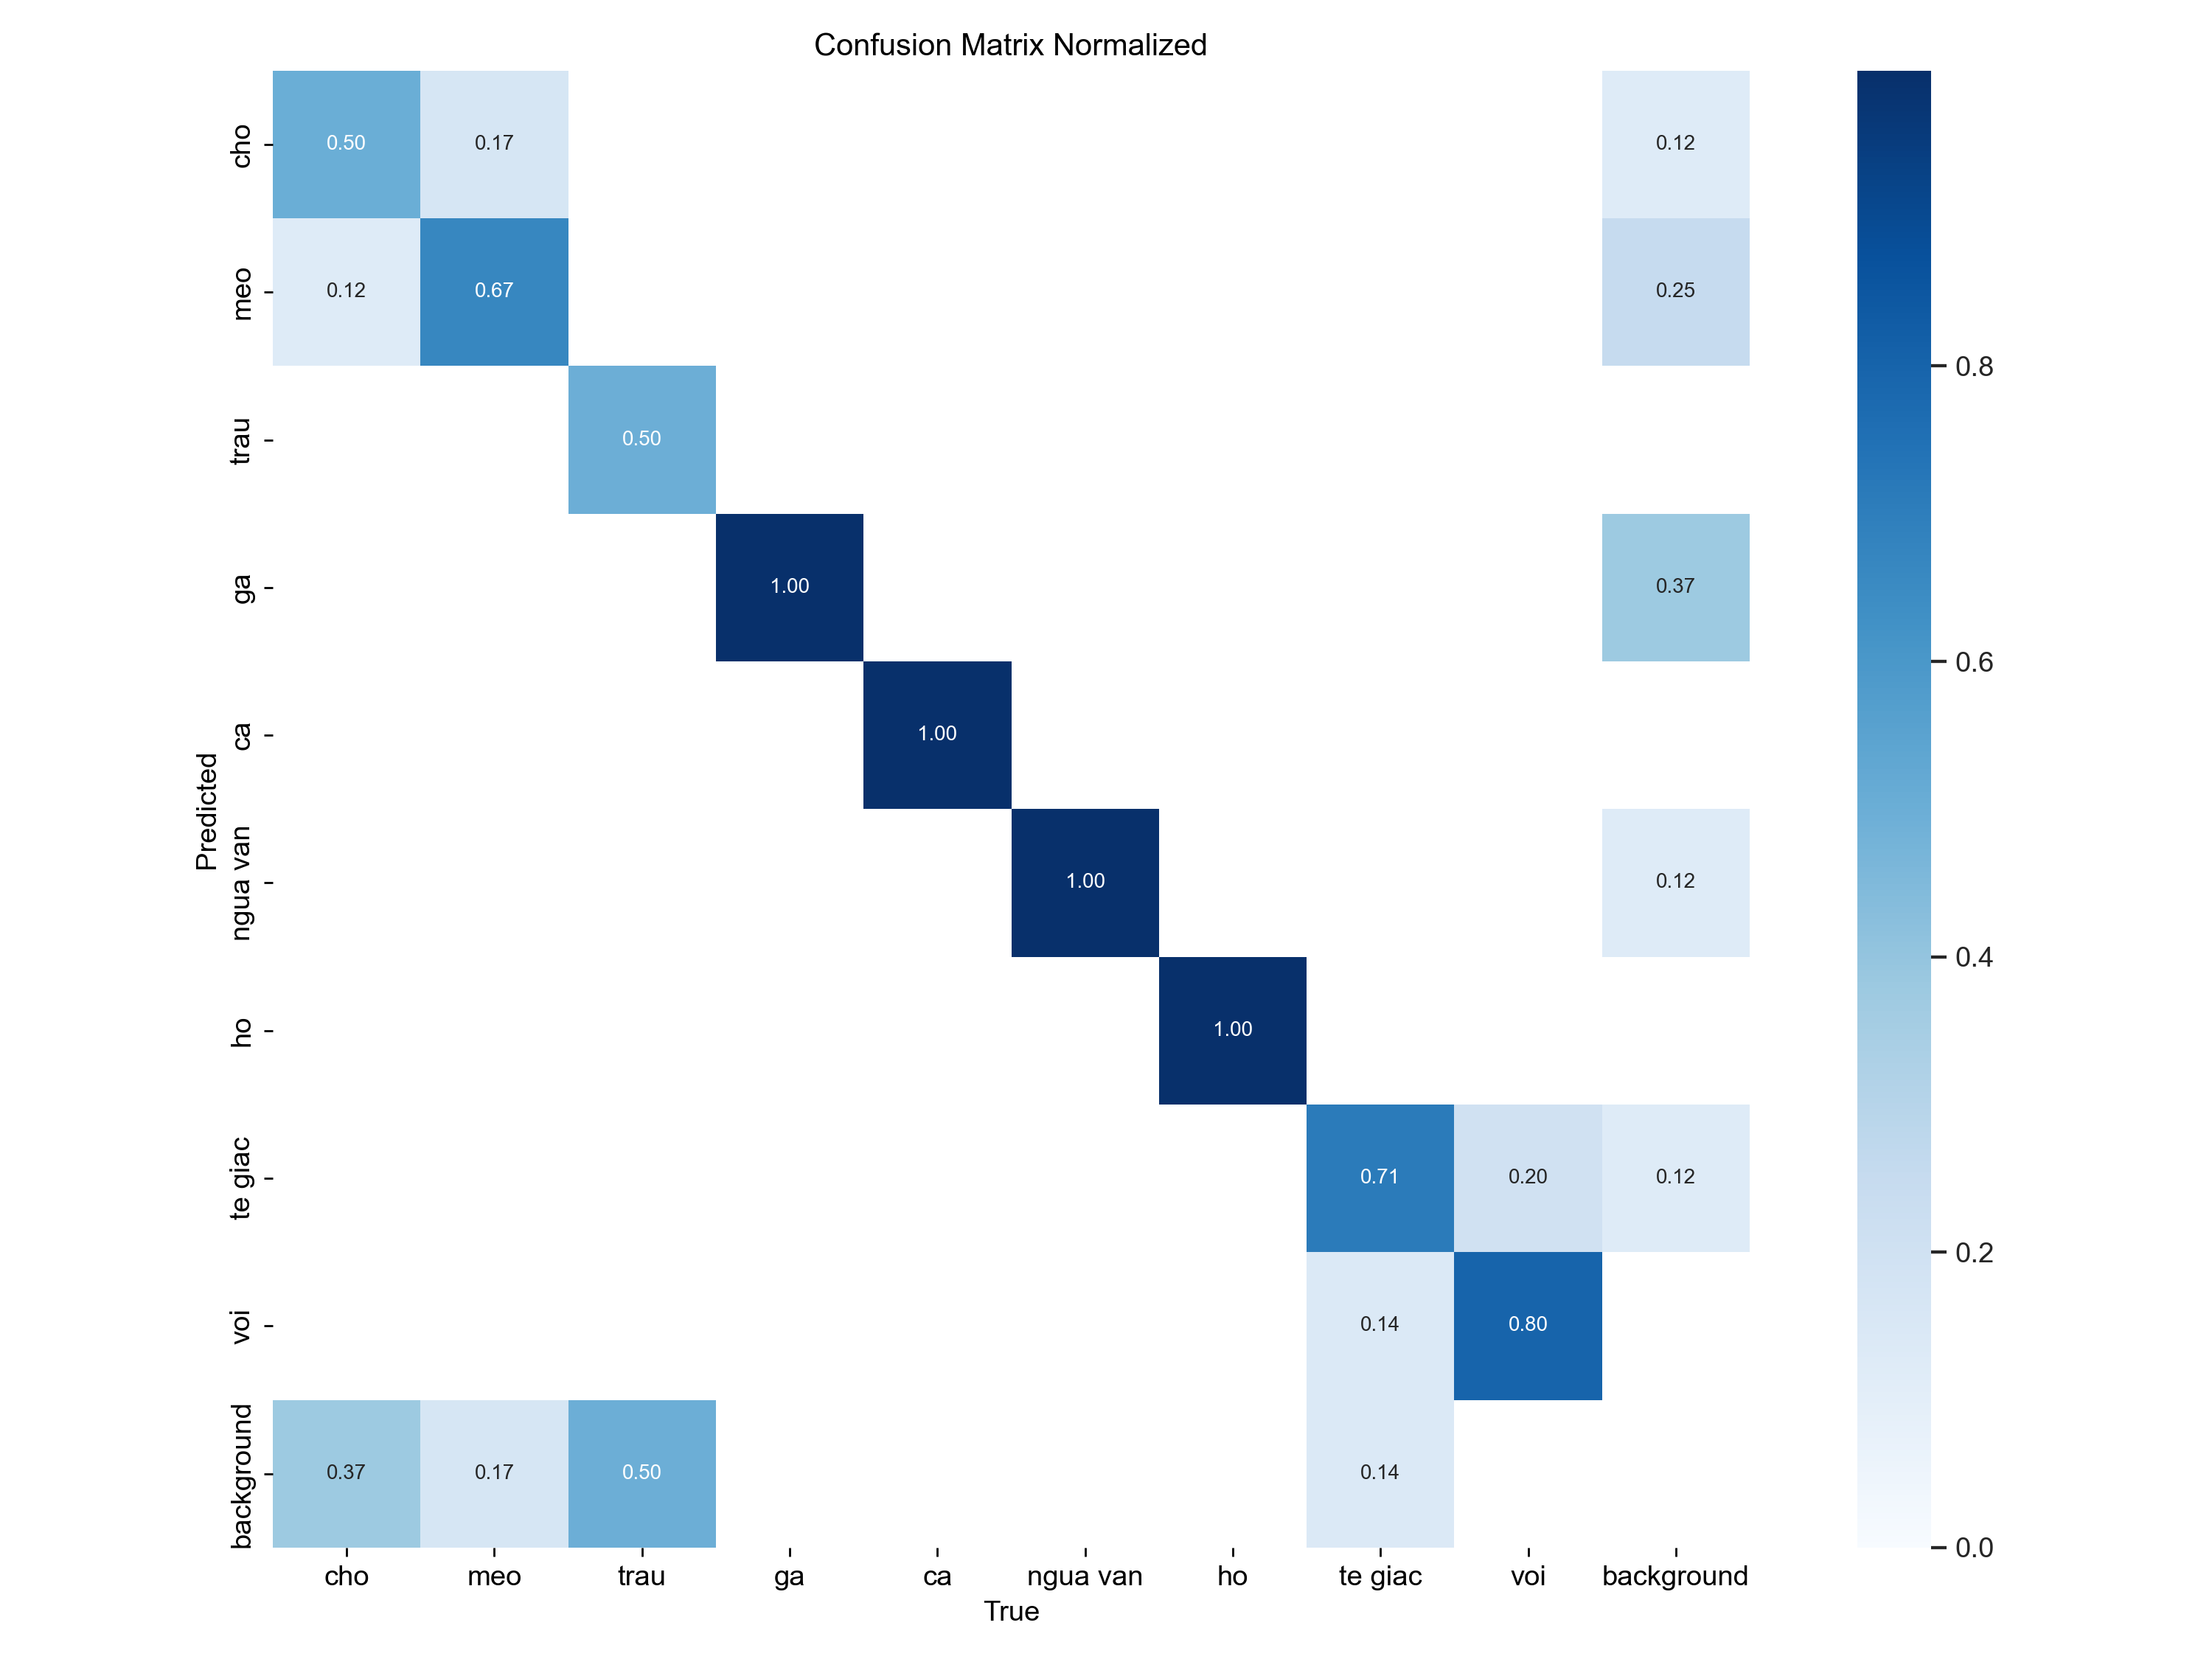 Confusion Matrix Normalized
cho 0.50 0.17 0.12
meo 0.12 0.67 0.25
trau 0.50
ga 1.00 0.37
ca 1.00
ngua van 1.00 0.12
ho 1.00
te giac 0.71 0.20 0.12
voi 0.14 0.80
background 0.37 0.17 0.50 0.14
Predicted
cho meo trau ga ca ngua van ho te giac voi background
True
0.8
0.6
0.4
0.2
0.0